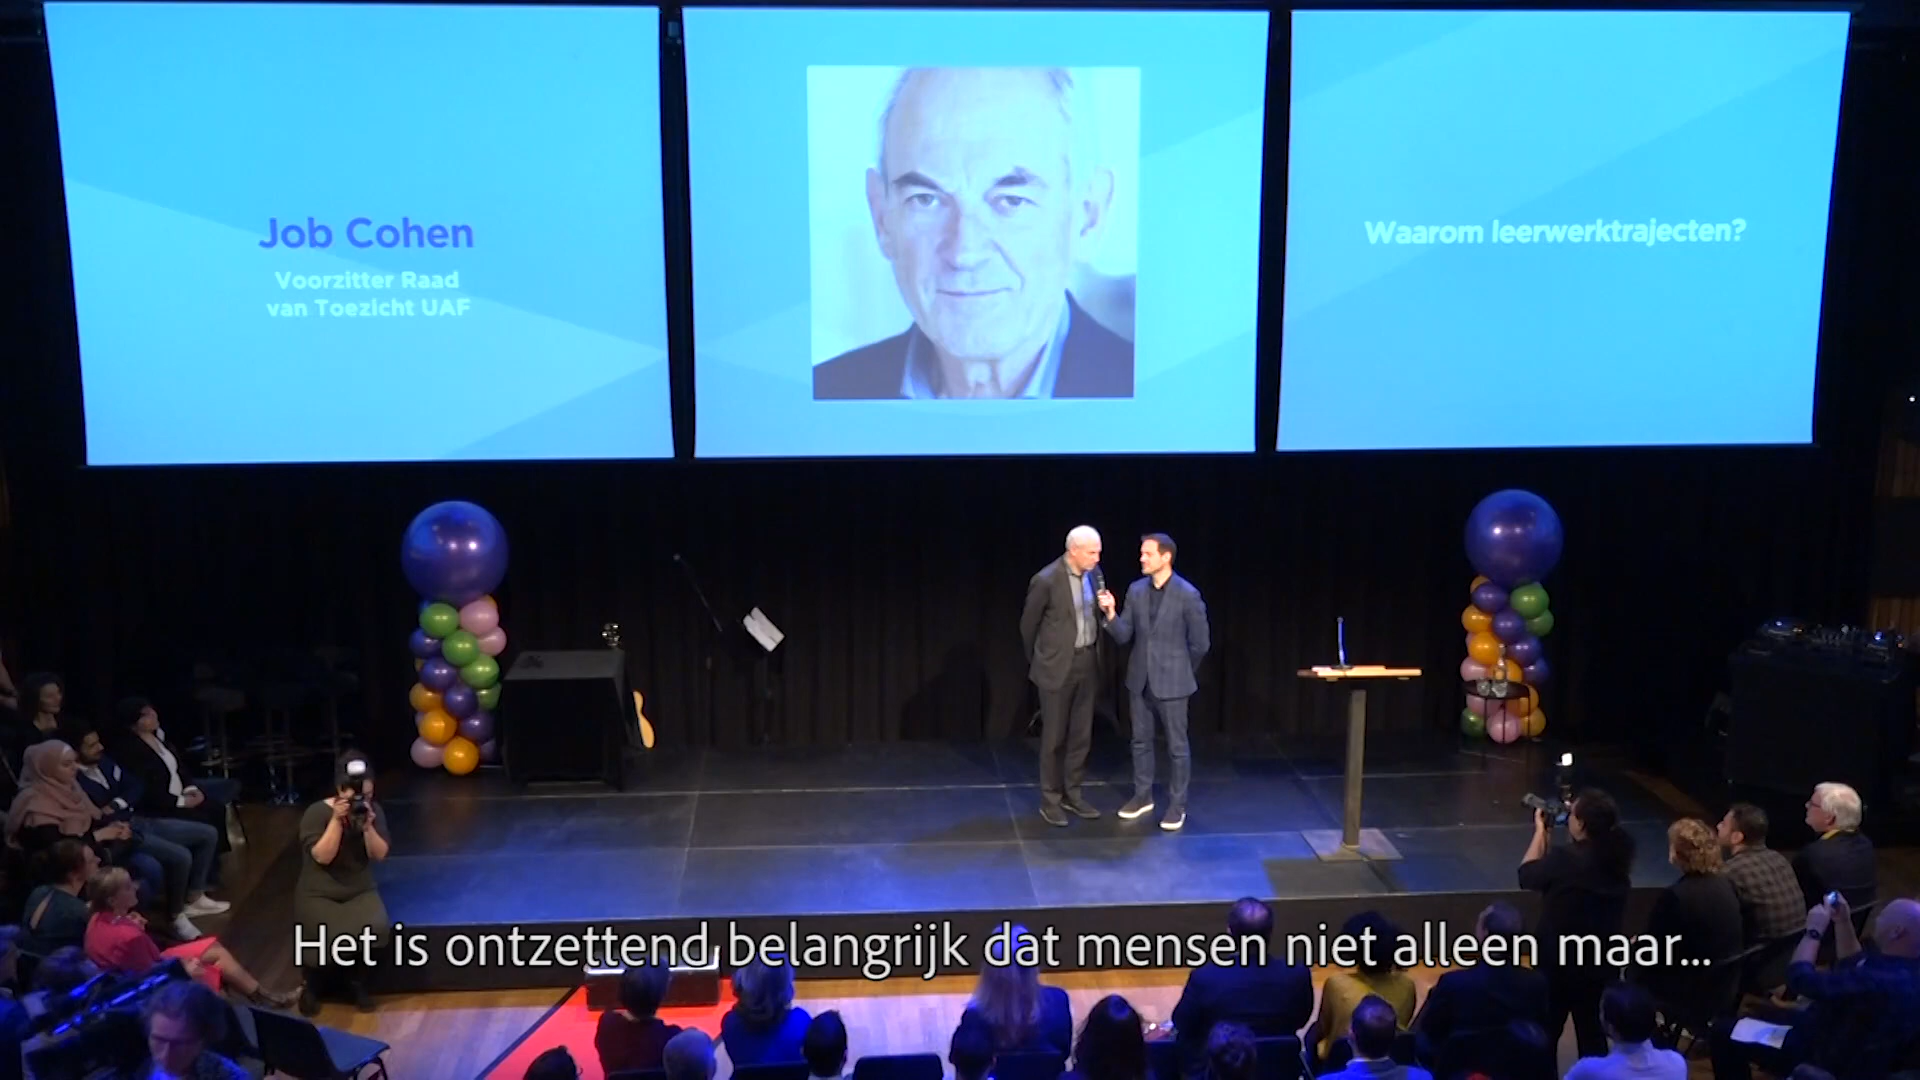 Job Cohen
Voorzitter Raad
van Toezicht UAF
Waarom leerwerktrajecten?
Het is ontzettend belangrijk dat mensen niet alleen maar...